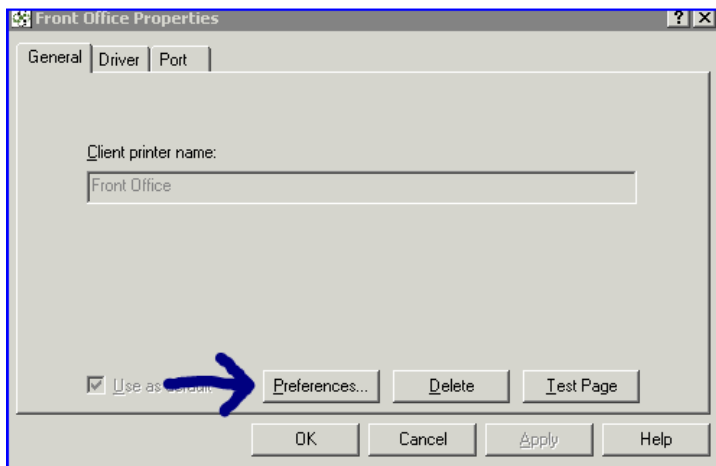 Front Office Properties ? X
General Driver Port
Client printer name:
Front Office
Use as default Preferences... Delete Test Page
OK Cancel Apply Help